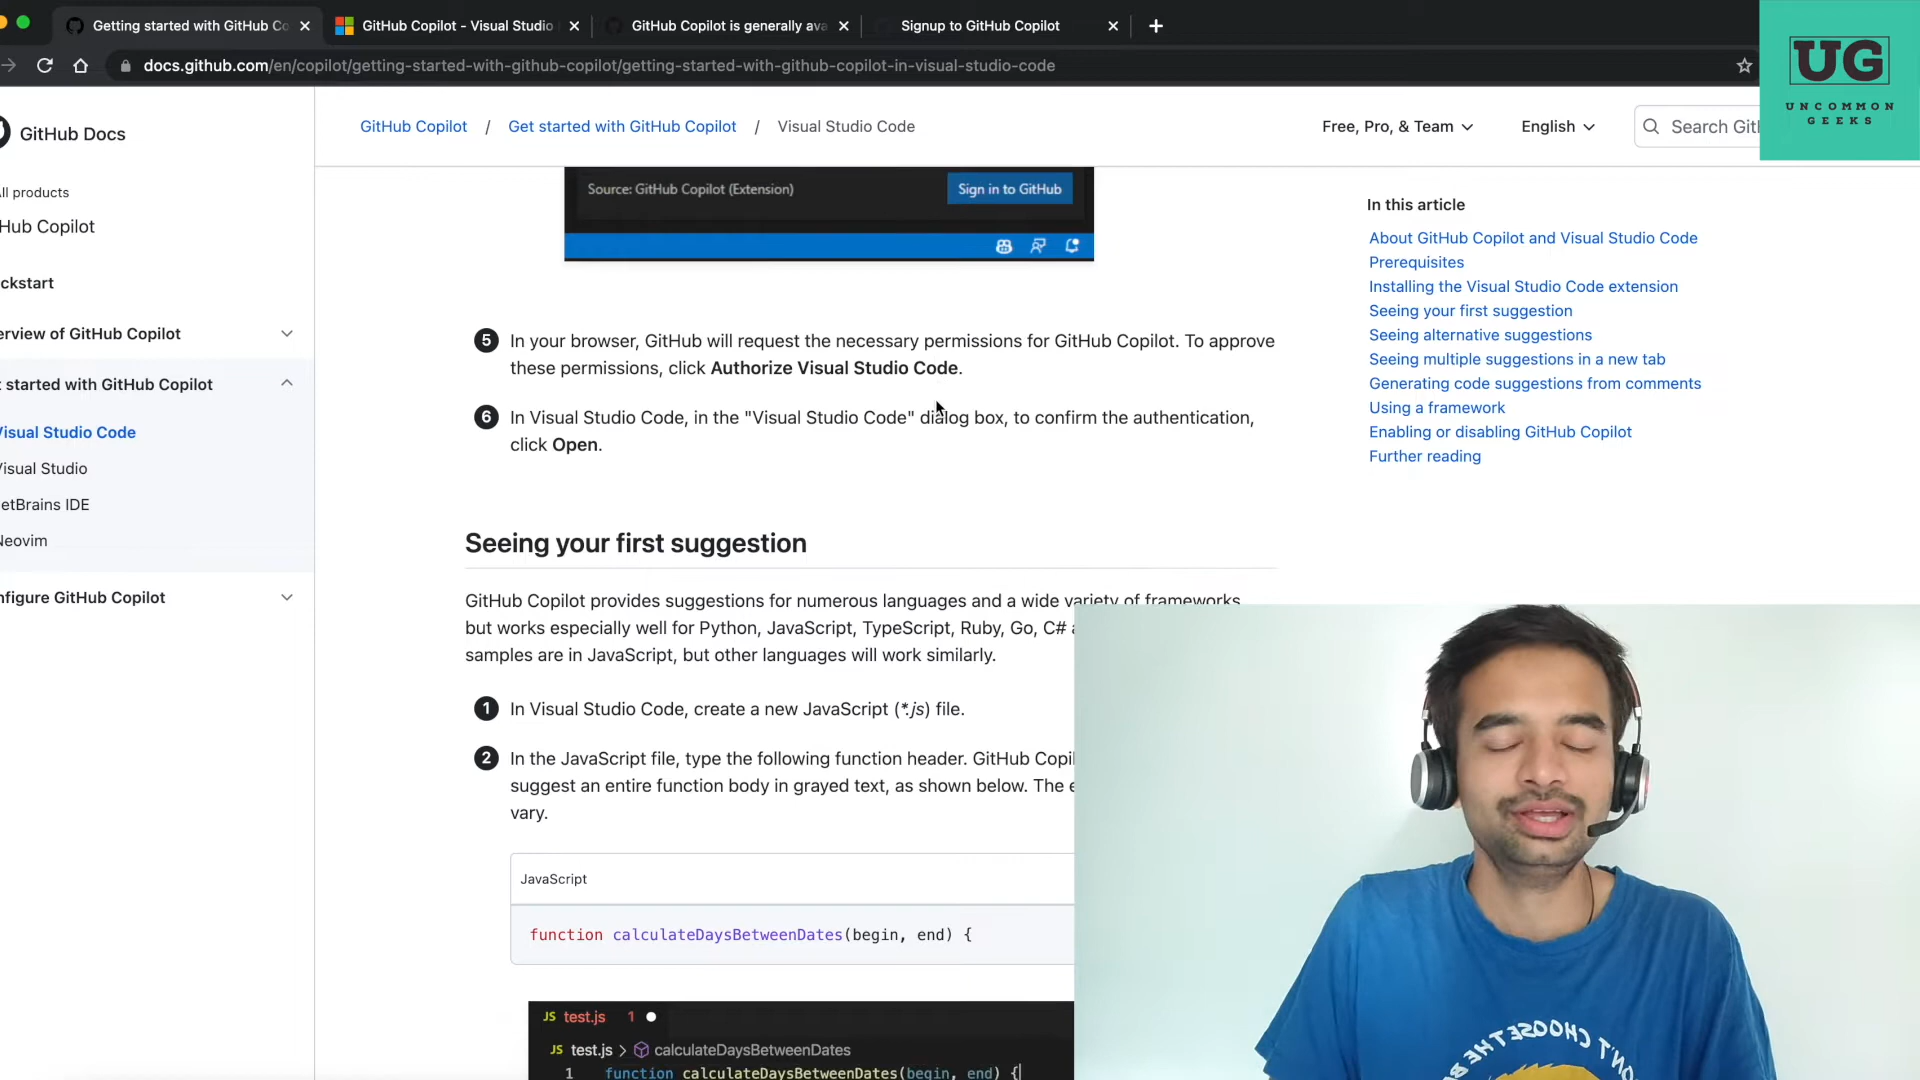 Getting started with GitHub Co
GitHub Copilot - Visual Studio
GitHub Copilot is generally ava
Signup to GitHub Copilot
docs.github.com/en/copilot/getting-started-with-github-copilot/getting-started-with-github-copilot-in-visual-studio-code
UG
UNCOMMON
GEEKS
GitHub Docs
GitHub Copilot / Get started with GitHub Copilot / Visual Studio Code
Free, Pro, & Team
English
Search Git
ll products
Hub Copilot
ckstart
erview of GitHub Copilot
t started with GitHub Copilot
Visual Studio Code
Visual Studio
etBrains IDE
Neovim
nfigure GitHub Copilot
Source: GitHub Copilot (Extension)
Sign in to GitHub
5 In your browser, GitHub will request the necessary permissions for GitHub Copilot. To approve
these permissions, click Authorize Visual Studio Code.
6 In Visual Studio Code, in the "Visual Studio Code" dialog box, to confirm the authentication,
click Open.
Seeing your first suggestion
GitHub Copilot provides suggestions for numerous languages and a wide variety of frameworks,
but works especially well for Python, JavaScript, TypeScript, Ruby, Go, C#
samples are in JavaScript, but other languages will work similarly.
1 In Visual Studio Code, create a new JavaScript (*.js) file.
2 In the JavaScript file, type the following function header. GitHub Copil
suggest an entire function body in grayed text, as shown below. The e
vary.
JavaScript
function calculateDaysBetweenDates(begin, end) {
JS test.js 1
JS test.js > calculateDaysBetweenDates
1 function calculateDaysBetweenDates(begin, end) {
In this article
About GitHub Copilot and Visual Studio Code
Prerequisites
Installing the Visual Studio Code extension
Seeing your first suggestion
Seeing alternative suggestions
Seeing multiple suggestions in a new tab
Generating code suggestions from comments
Using a framework
Enabling or disabling GitHub Copilot
Further reading
N'T CHOOSE THE